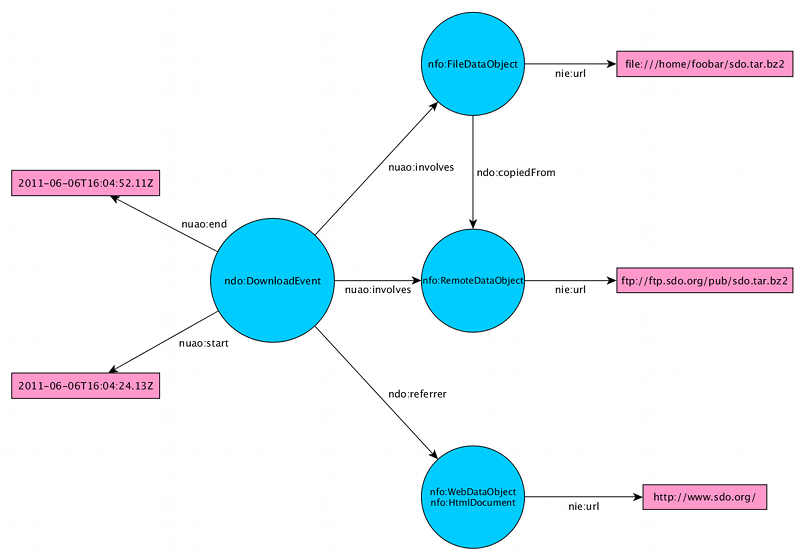 nfo:FileDataObject
nie:url
file:///home/foobar/sdo.tar.bz2
nuao:involves
ndo:copiedFrom
2011-06-06T16:04:52.11Z
nuao:end
ndo:DownloadEvent
nuao:involves
nfo:RemoteDataObject
nie:url
ftp://ftp.sdo.org/pub/sdo.tar.bz2
nuao:start
2011-06-06T16:04:24.13Z
ndo:referrer
nfo:WebDataObject
nfo:HtmlDocument
nie:url
http://www.sdo.org/